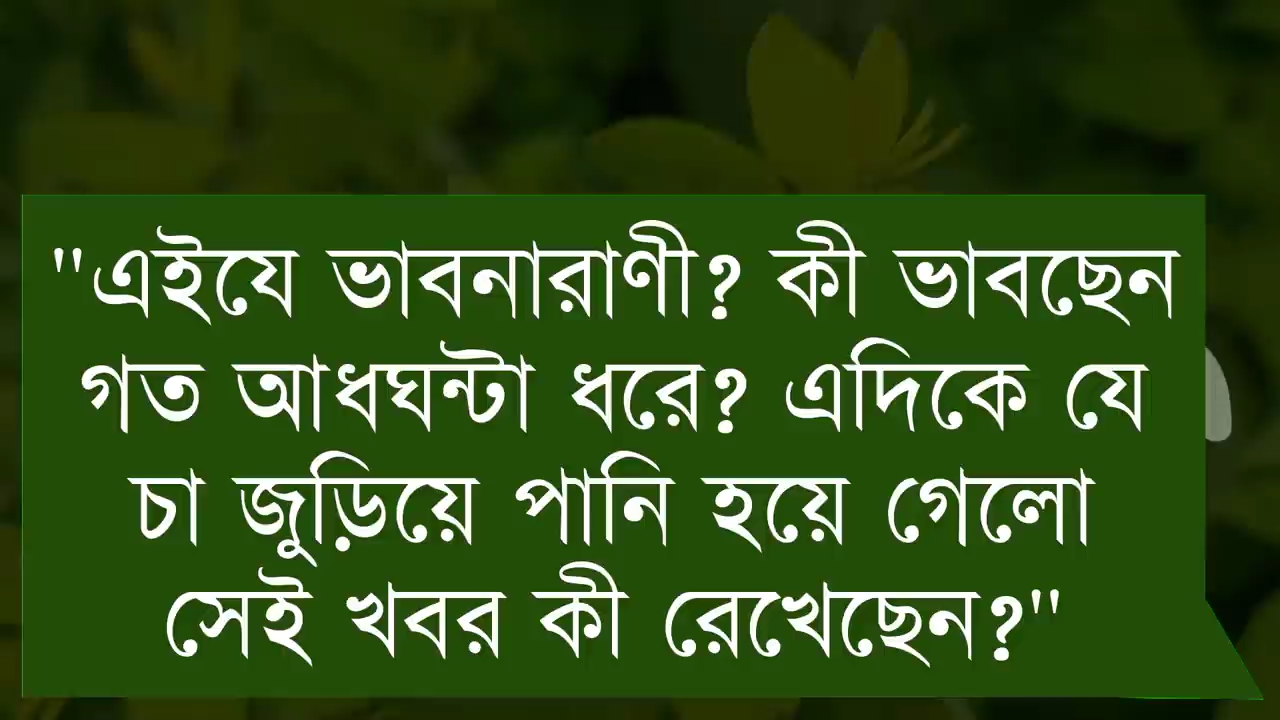 "এইযে ভাবনারাণী? কী ভাবছেন
গত আধঘন্টা ধরে? এদিকে যে
চা জুড়িয়ে পানি হয়ে গেলো
সেই খবর কী রেখেছেন?"